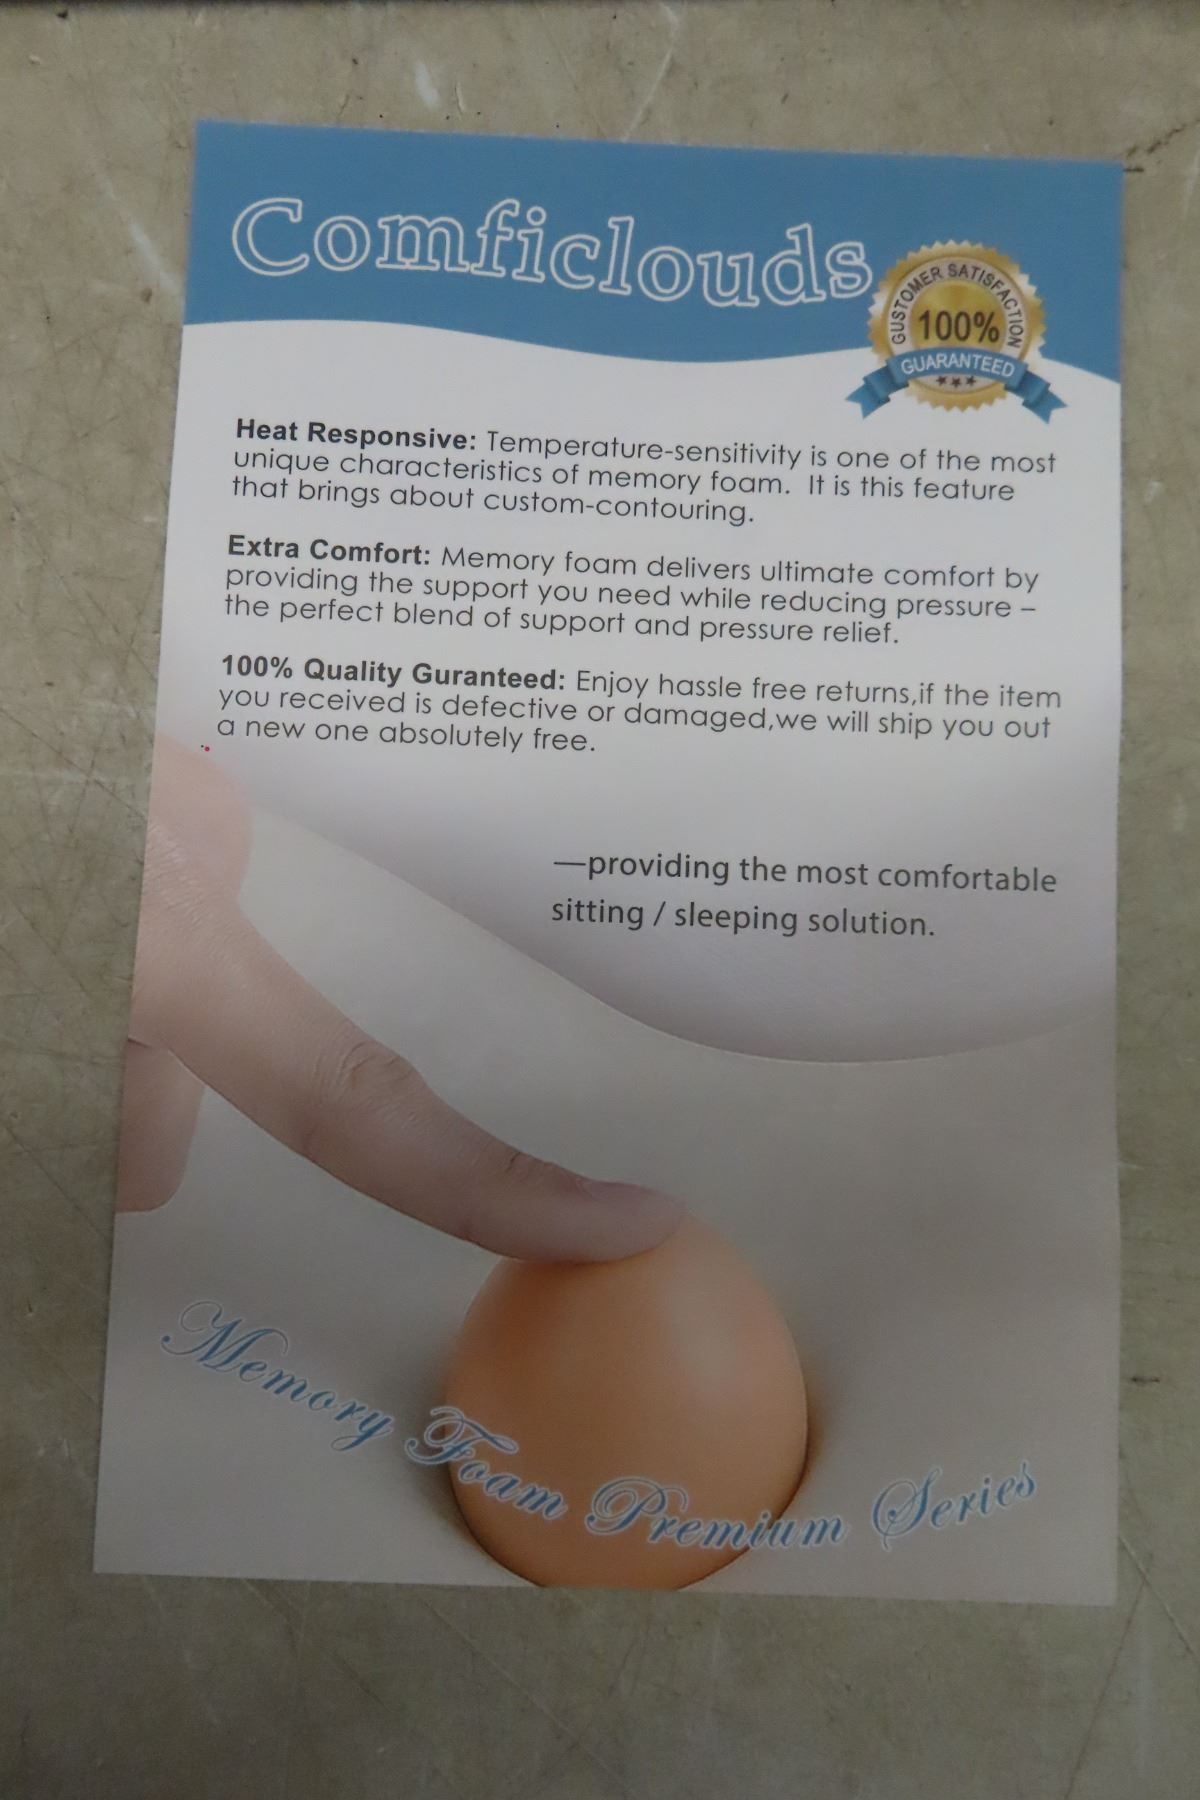 Comficlouds
GUSTOMER SATISFACTION
100%
GUARANTEED
Heat Responsive: Temperature-sensitivity is one of the most
unique characteristics of memory foam. It is this feature
that brings about custom-contouring.
Extra Comfort: Memory foam delivers ultimate comfort by
providing the support you need while reducing pressure –
the perfect blend of support and pressure relief.
100% Quality Guranteed: Enjoy hassle free returns,if the item
you received is defective or damaged,we will ship you out
a new one absolutely free.
—providing the most comfortable
sitting / sleeping solution.
Memory Foam Premium Series